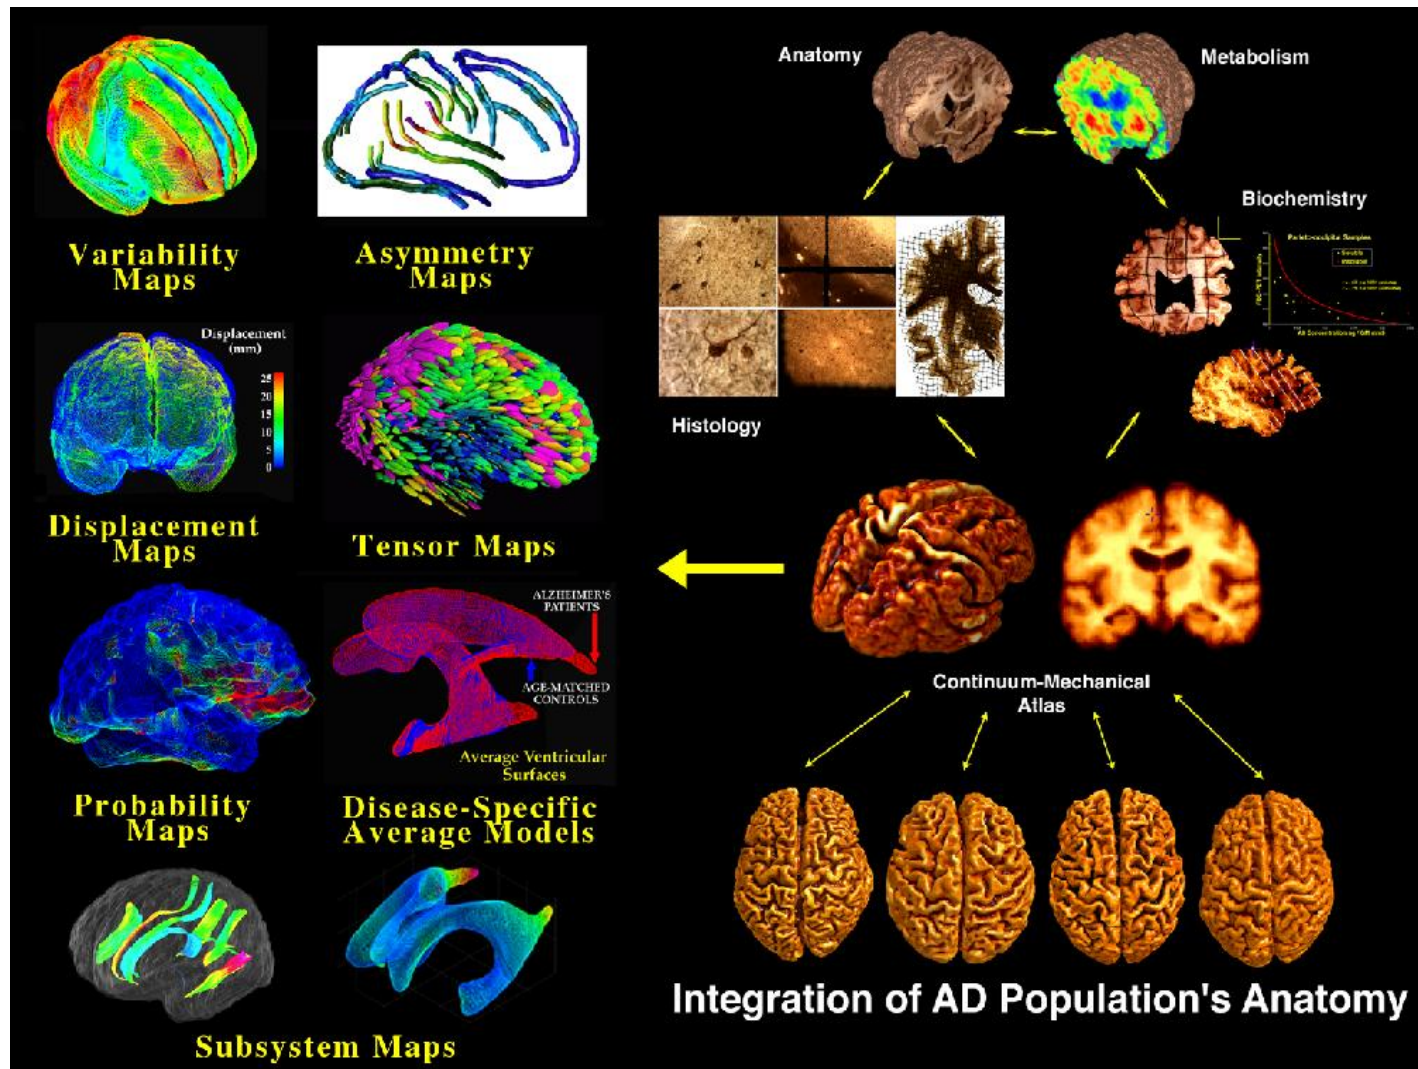 Variability
Maps
Asymmetry
Maps
Displacement
(mm)
25
20
15
10
5
0
Displacement
Maps
Tensor Maps
Probability
Maps
ALZHEIMER'S
PATIENTS
AGE-MATCHED
CONTROLS
Average Ventricular
Surfaces
Disease-Specific
Average Models
Subsystem Maps
Anatomy
Metabolism
Biochemistry
Histology
Continuum-Mechanical
Atlas
Integration of AD Population's Anatomy